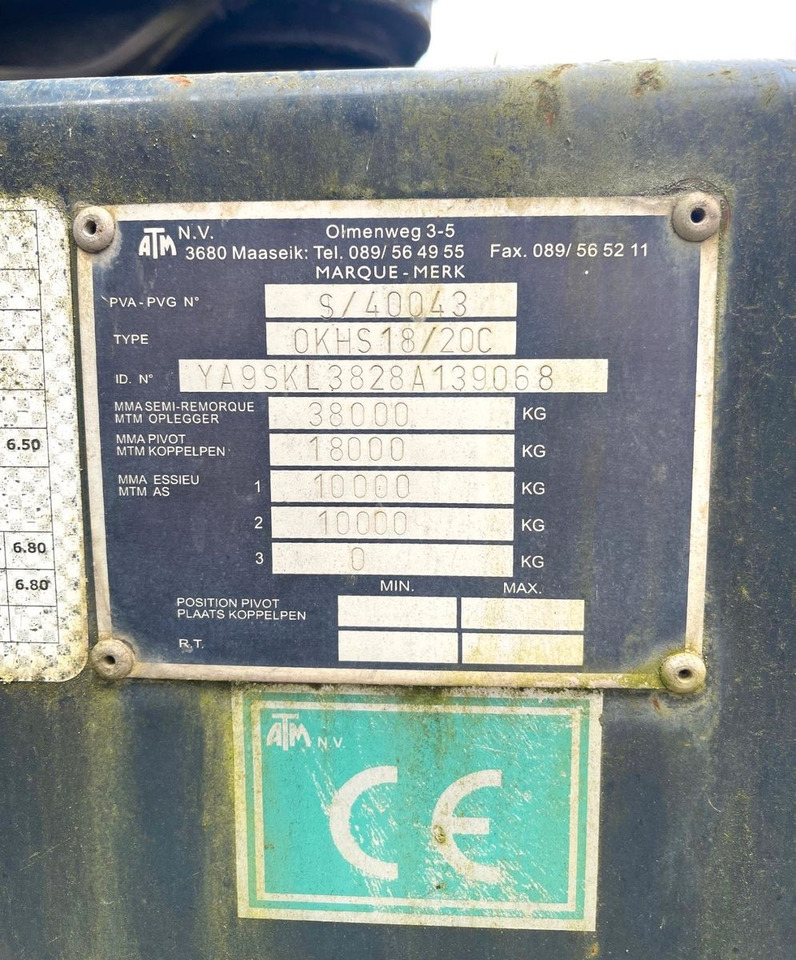 ATM N.V. Olmenweg 3-5
3680 Maaseik: Tel. 089/ 56 49 55 Fax. 089/ 56 52 11
MARQUE - MERK
PVA - PVG N° S/40043
TYPE OKHS18/20C
ID. N° YA9SKL3828A139068
MMA SEMI-REMORQUE
MTM OPLEGGER 38000 KG
MMA PIVOT
MTM KOPPELPEN 18000 KG
MMA ESSIEU
MTM AS 1 10000 KG
2 10000 KG
3 0 KG
MIN. MAX.
POSITION PIVOT
PLAATS KOPPELPEN
R.T.
6.50
6.80
6.80
ATM N.V.
CE